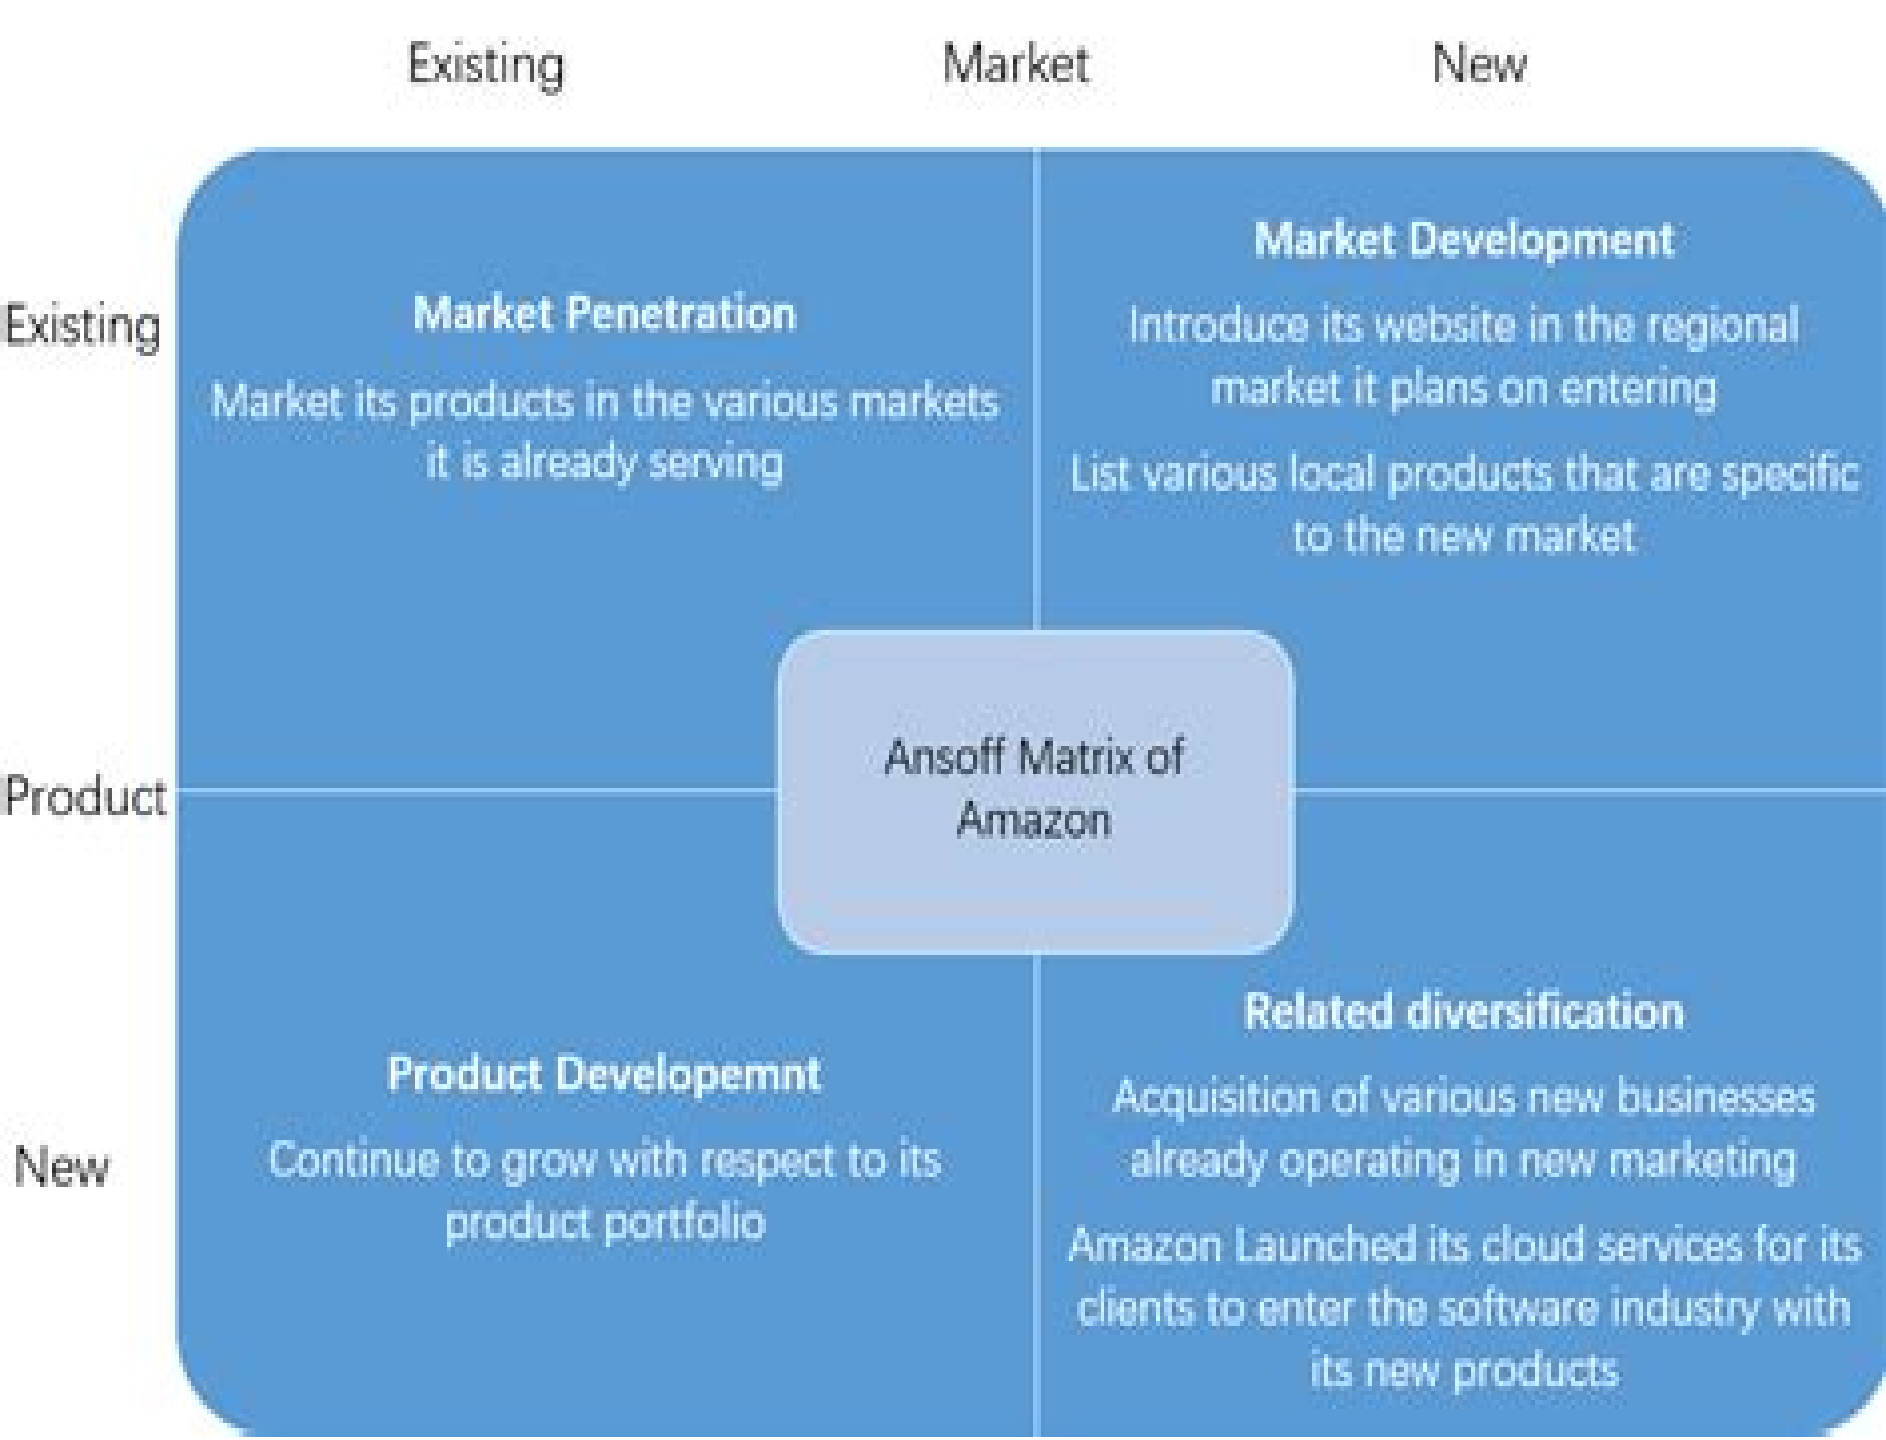 Existing Market New
Existing
Market Penetration
Market its products in the various markets
it is already serving
Market Development
Introduce its website in the regional
market it plans on entering
List various local products that are specific
to the new market
Product
Ansoff Matrix of
Amazon
New
Product Developemnt
Continue to grow with respect to its
product portfolio
Related diversification
Acquisition of various new businesses
already operating in new marketing
Amazon Launched its cloud services for its
clients to enter the software industry with
its new products